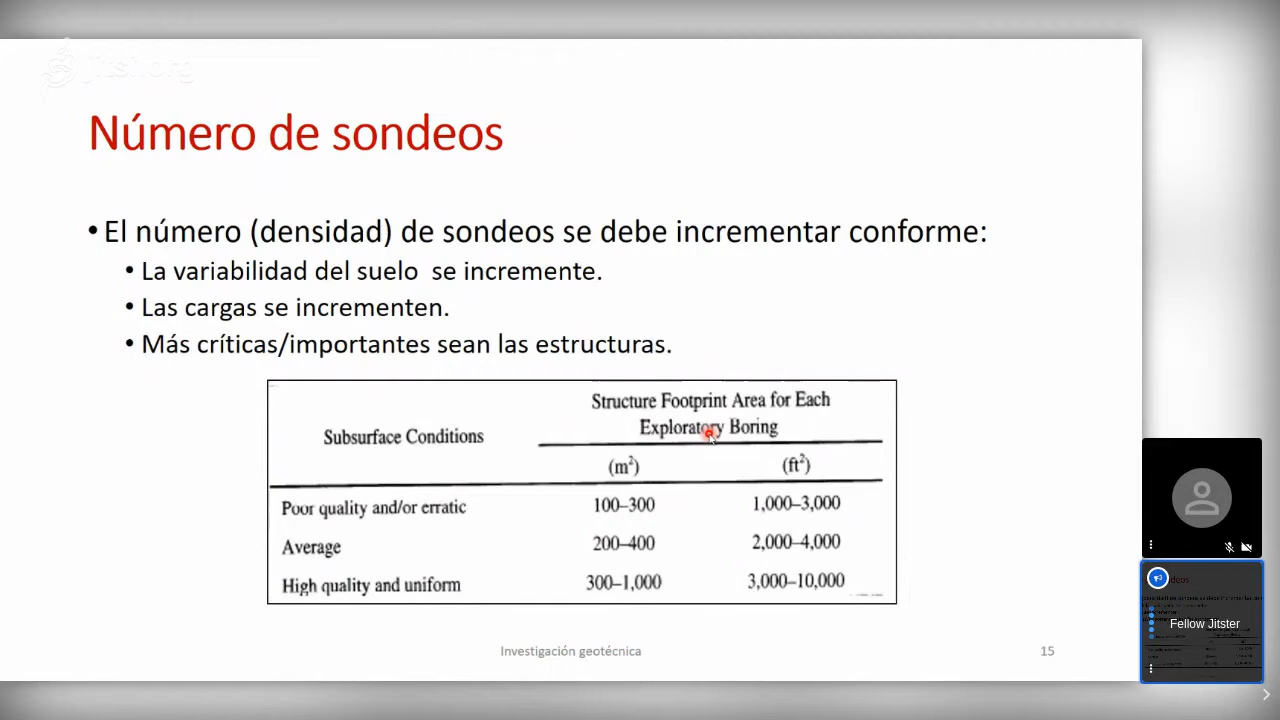 jitsi.org
Número de sondeos
• El número (densidad) de sondeos se debe incrementar conforme:
• La variabilidad del suelo se incremente.
• Las cargas se incrementen.
• Más críticas/importantes sean las estructuras.
Structure Footprint Area for Each
Exploratory Boring
Subsurface Conditions
(m²) (ft²)
Poor quality and/or erratic 100–300 1,000–3,000
Average 200–400 2,000–4,000
High quality and uniform 300–1,000 3,000–10,000
Investigación geotécnica 15
Fellow Jitster